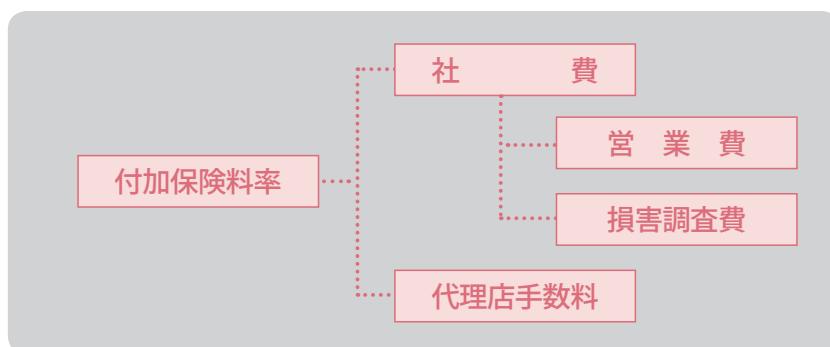 社　　　　費
営　業　費
付加保険料率
損害調査費
代理店手数料